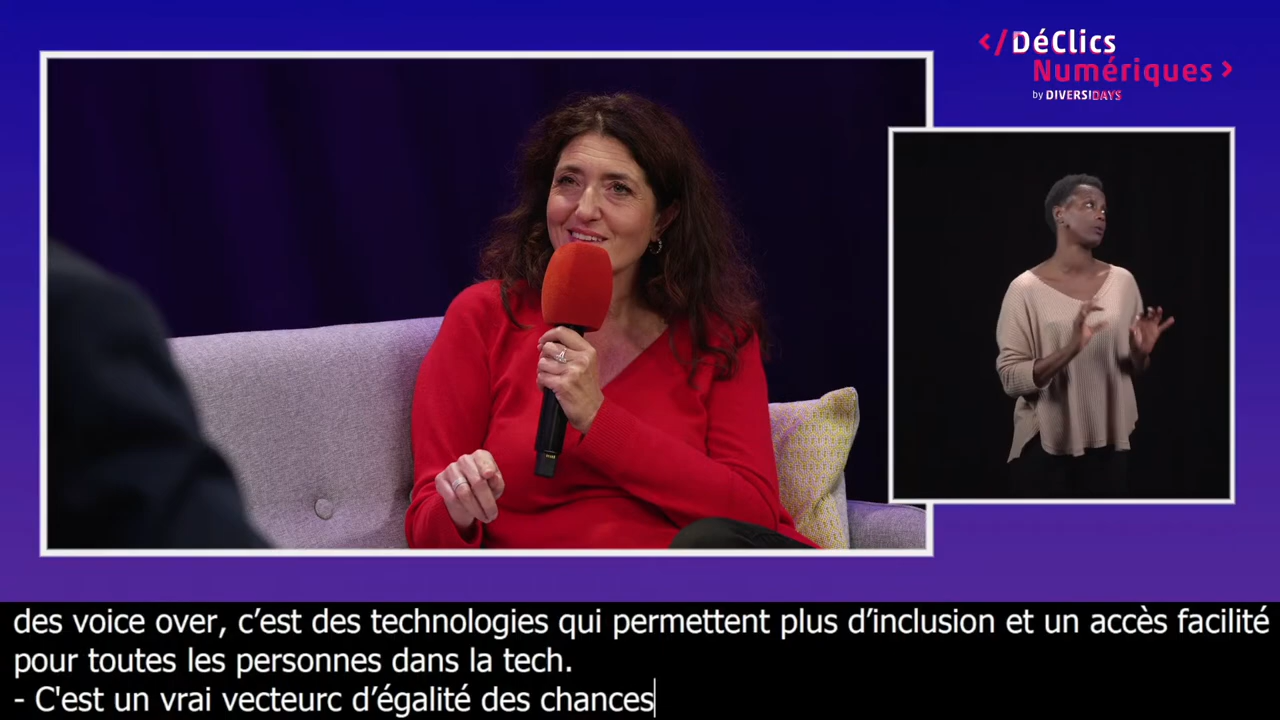 </DéClics
Numériques>
by DIVERSIDAYS
des voice over, c’est des technologies qui permettent plus d’inclusion et un accès facilité
pour toutes les personnes dans la tech.
- C'est un vrai vecteurc d’égalité des chances